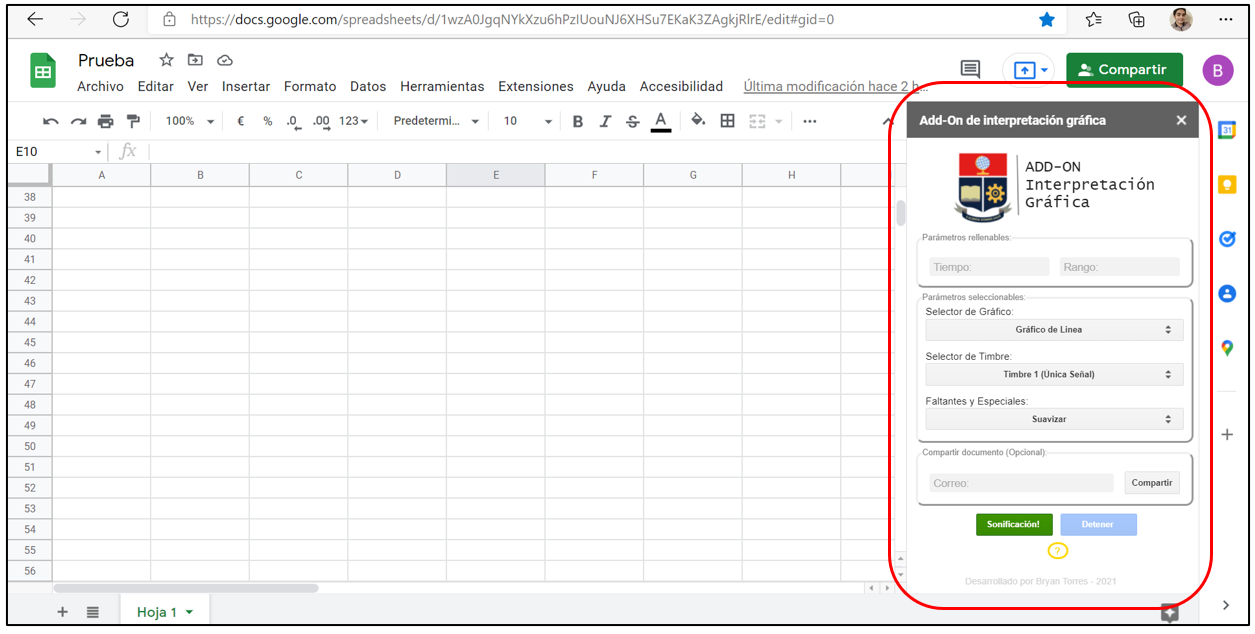 https://docs.google.com/spreadsheets/d/1wzA0JgqNYkXzu6hPzlUouNJ6XHSu7EKaK3ZAgkjRlrE/edit#gid=0
Prueba
Archivo Editar Ver Insertar Formato Datos Herramientas Extensiones Ayuda Accesibilidad Última modificación hace 2 h…
Compartir
B
100% € % .0 .00 123 Predetermi... 10 B I S A
E10 fx
A B C D E F G H
38
39
40
41
42
43
44
45
46
47
48
49
50
51
52
53
54
55
56
Hoja 1
Add-On de interpretación gráfica
ADD-ON
Interpretación
Gráfica
Parámetros rellenables:
Tiempo: Rango:
Parámetros seleccionables:
Selector de Gráfico:
Gráfico de Linea
Selector de Timbre:
Timbre 1 (Única Señal)
Faltantes y Especiales:
Suavizar
Compartir documento (Opcional):
Correo: Compartir
Sonificación! Detener
?
Desarrollado por Bryan Torres - 2021
31